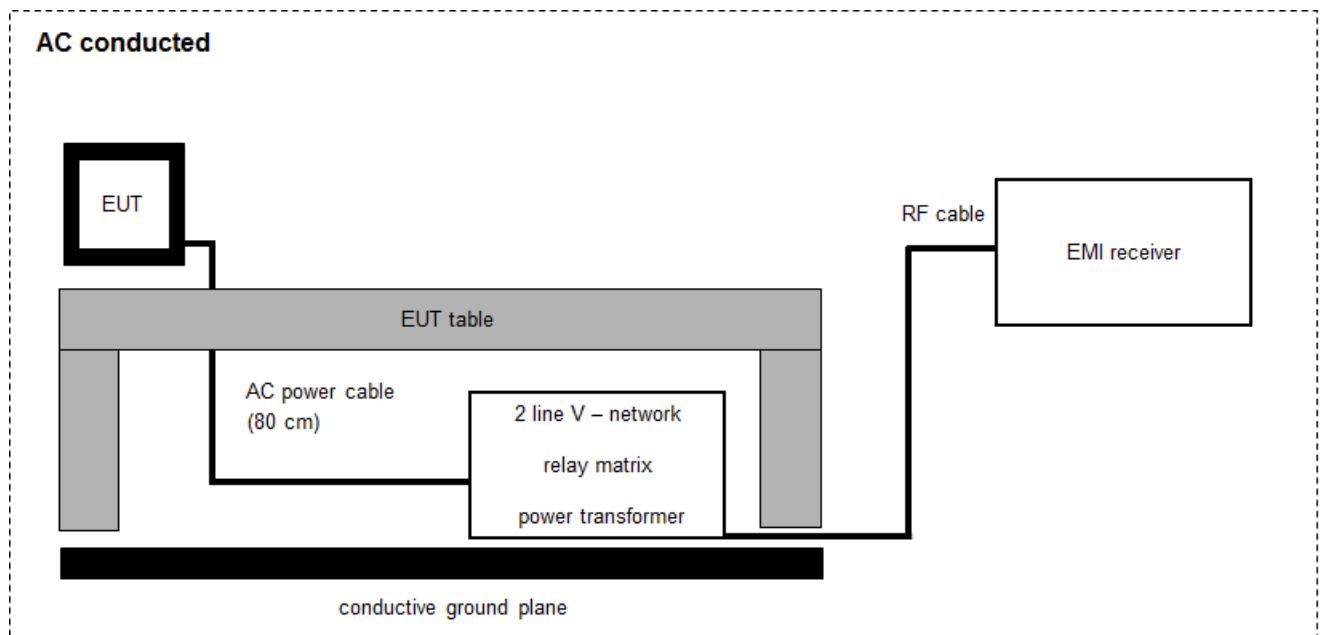 AC conducted
EUT
RF cable
EMI receiver
EUT table
AC power cable
(80 cm)
2 line V – network
relay matrix
power transformer
conductive ground plane